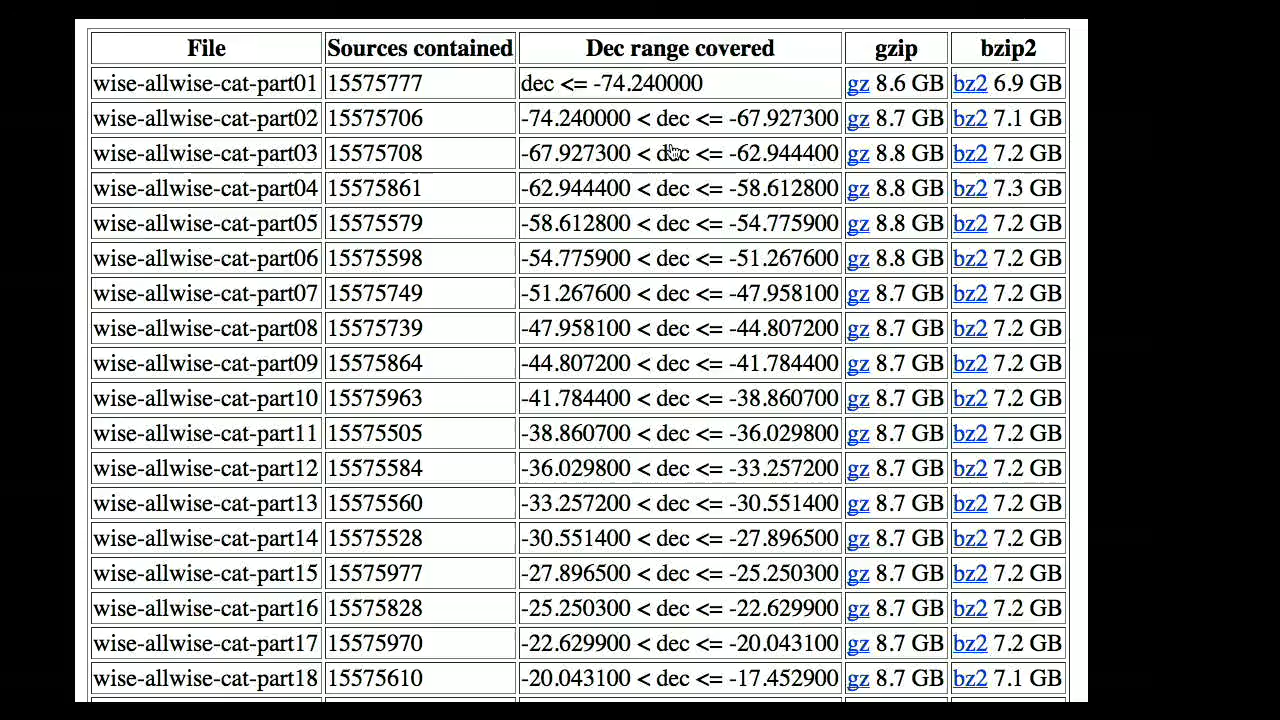 File Sources contained Dec range covered gzip bzip2
wise-allwise-cat-part01 15575777 dec <= -74.240000 gz 8.6 GB bz2 6.9 GB
wise-allwise-cat-part02 15575706 -74.240000 < dec <= -67.927300 gz 8.7 GB bz2 7.1 GB
wise-allwise-cat-part03 15575708 -67.927300 < dec <= -62.944400 gz 8.8 GB bz2 7.2 GB
wise-allwise-cat-part04 15575861 -62.944400 < dec <= -58.612800 gz 8.8 GB bz2 7.3 GB
wise-allwise-cat-part05 15575579 -58.612800 < dec <= -54.775900 gz 8.8 GB bz2 7.2 GB
wise-allwise-cat-part06 15575598 -54.775900 < dec <= -51.267600 gz 8.8 GB bz2 7.2 GB
wise-allwise-cat-part07 15575749 -51.267600 < dec <= -47.958100 gz 8.7 GB bz2 7.2 GB
wise-allwise-cat-part08 15575739 -47.958100 < dec <= -44.807200 gz 8.7 GB bz2 7.2 GB
wise-allwise-cat-part09 15575864 -44.807200 < dec <= -41.784400 gz 8.7 GB bz2 7.2 GB
wise-allwise-cat-part10 15575963 -41.784400 < dec <= -38.860700 gz 8.7 GB bz2 7.2 GB
wise-allwise-cat-part11 15575505 -38.860700 < dec <= -36.029800 gz 8.7 GB bz2 7.2 GB
wise-allwise-cat-part12 15575584 -36.029800 < dec <= -33.257200 gz 8.7 GB bz2 7.2 GB
wise-allwise-cat-part13 15575560 -33.257200 < dec <= -30.551400 gz 8.7 GB bz2 7.2 GB
wise-allwise-cat-part14 15575528 -30.551400 < dec <= -27.896500 gz 8.7 GB bz2 7.2 GB
wise-allwise-cat-part15 15575977 -27.896500 < dec <= -25.250300 gz 8.7 GB bz2 7.2 GB
wise-allwise-cat-part16 15575828 -25.250300 < dec <= -22.629900 gz 8.7 GB bz2 7.2 GB
wise-allwise-cat-part17 15575970 -22.629900 < dec <= -20.043100 gz 8.7 GB bz2 7.2 GB
wise-allwise-cat-part18 15575610 -20.043100 < dec <= -17.452900 gz 8.7 GB bz2 7.1 GB